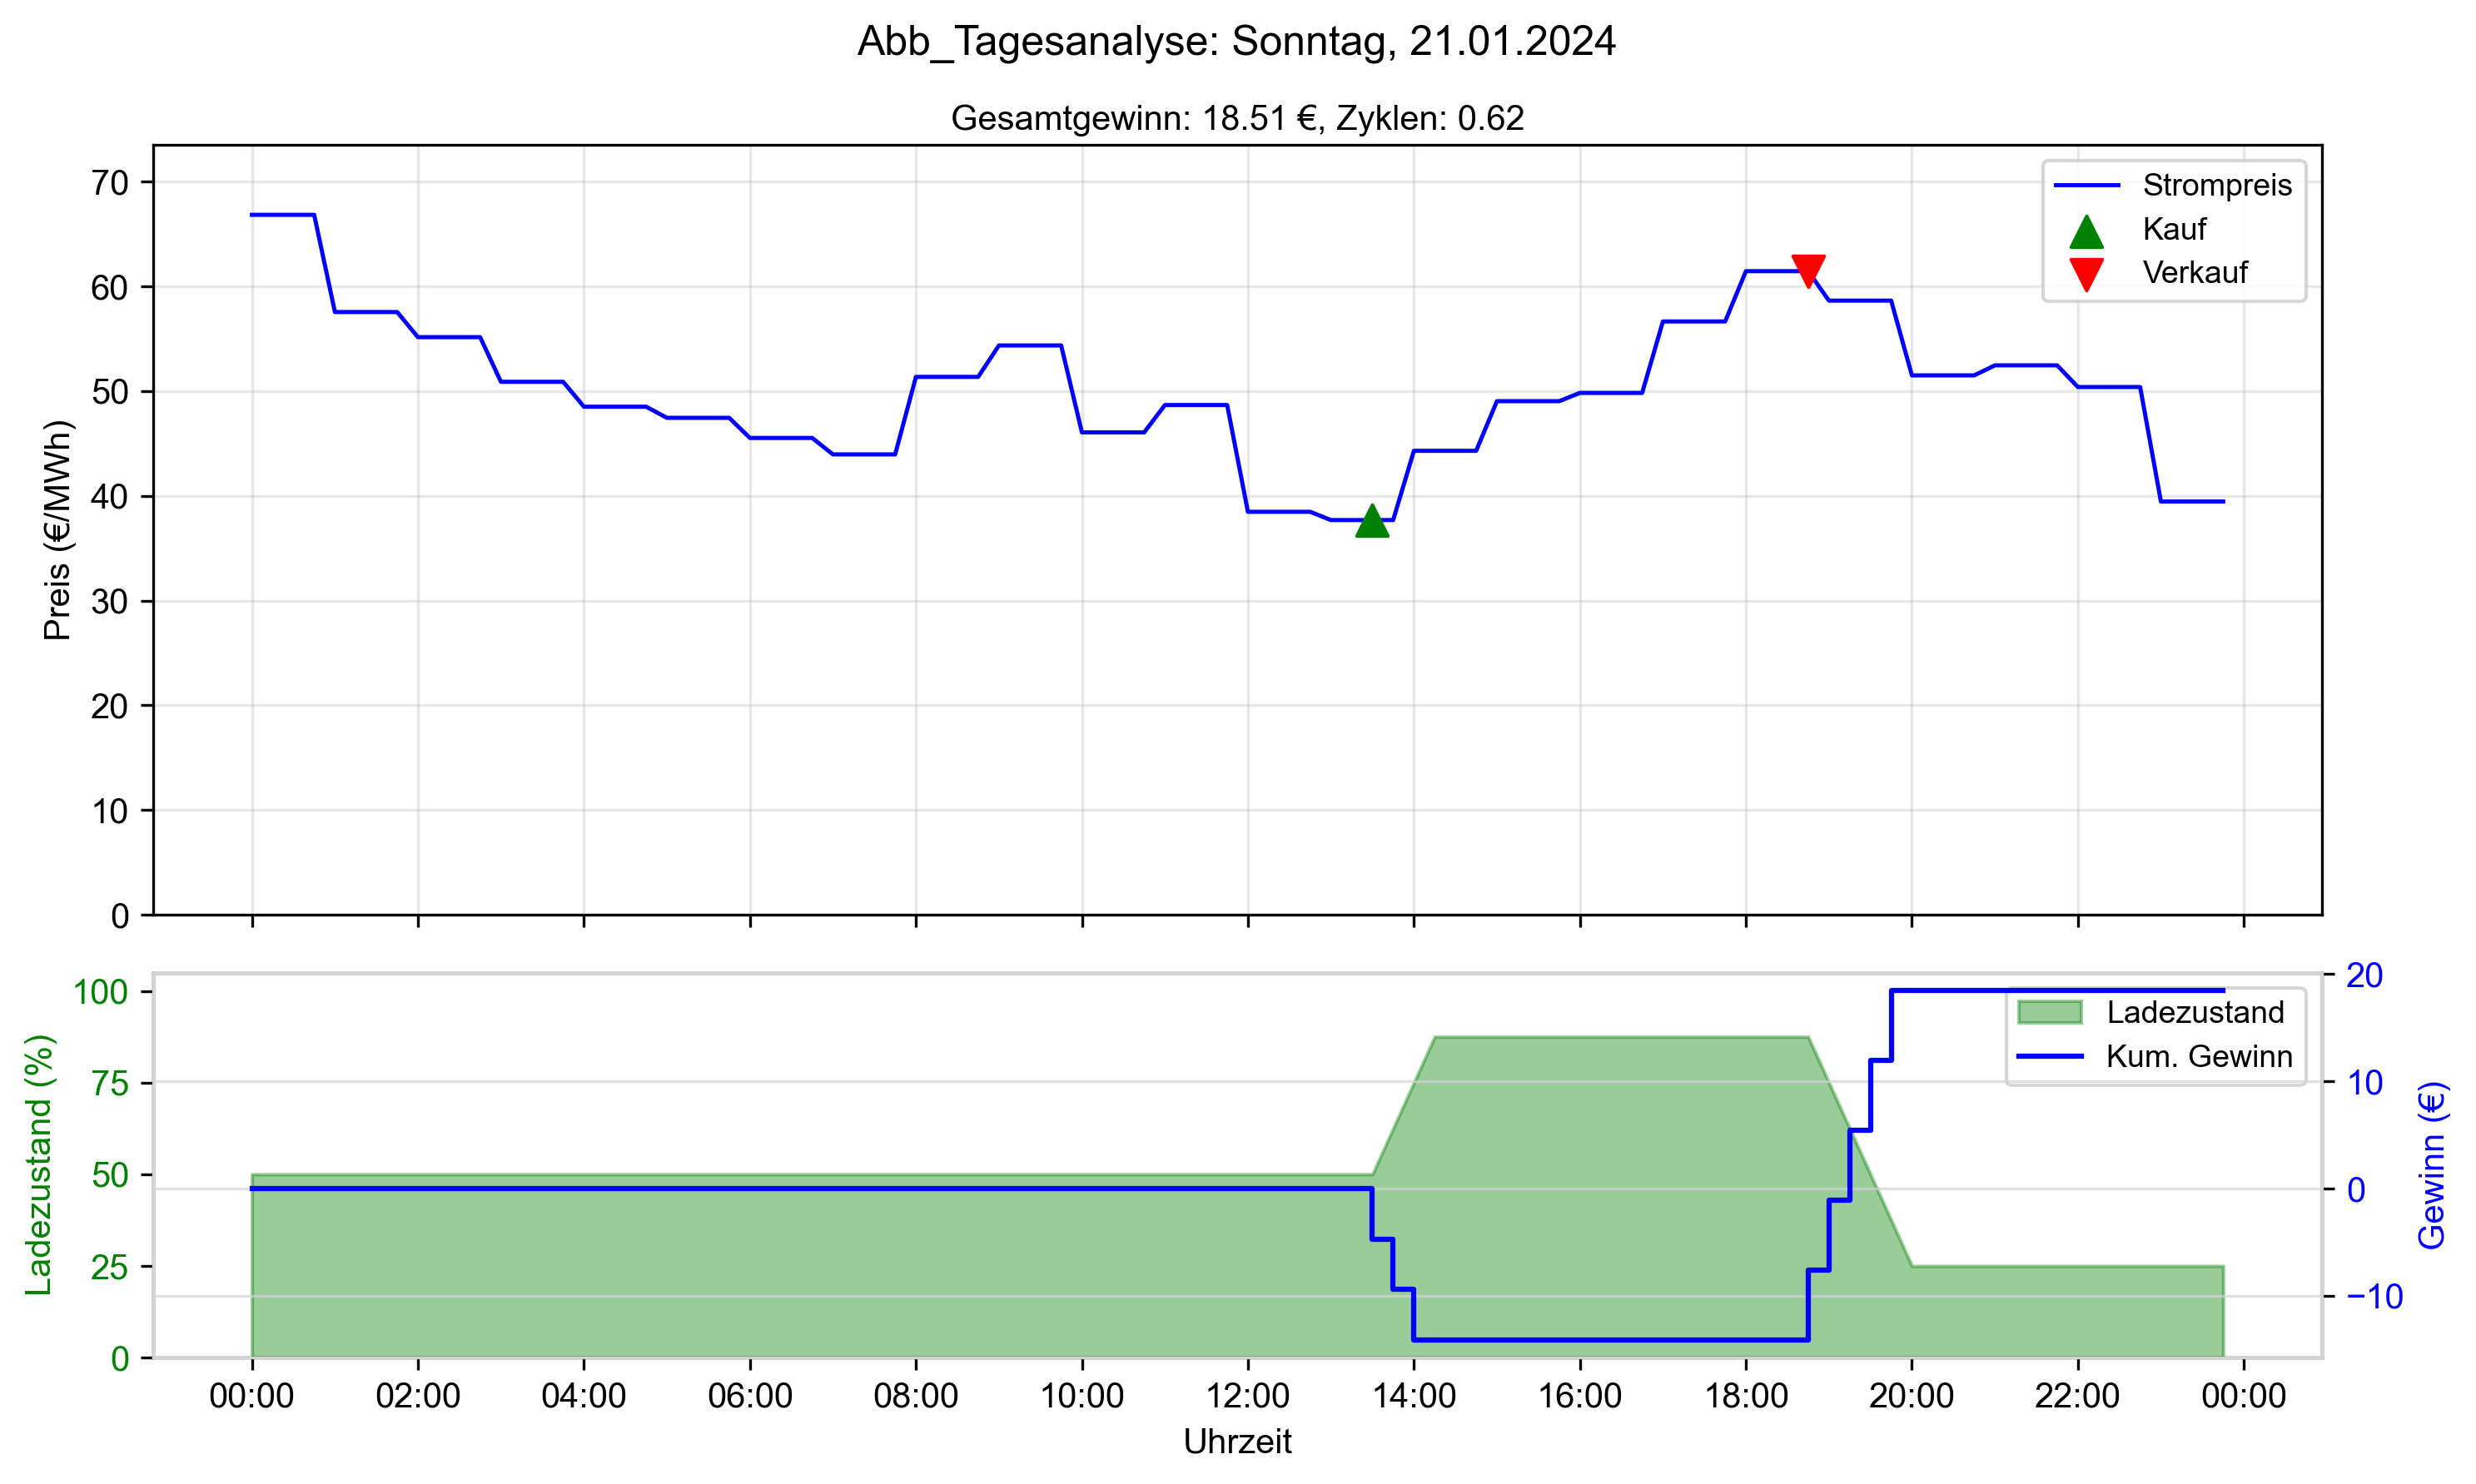 Abb_Tagesanalyse: Sonntag, 21.01.2024
Gesamtgewinn: 18.51 €, Zyklen: 0.62
Preis (€/MWh)
70
60
50
40
30
20
10
0
Strompreis
Kauf
Verkauf
Ladezustand (%)
100
75
50
25
0
20
10
0
−10
Gewinn (€)
Ladezustand
Kum. Gewinn
00:00 02:00 04:00 06:00 08:00 10:00 12:00 14:00 16:00 18:00 20:00 22:00 00:00
Uhrzeit